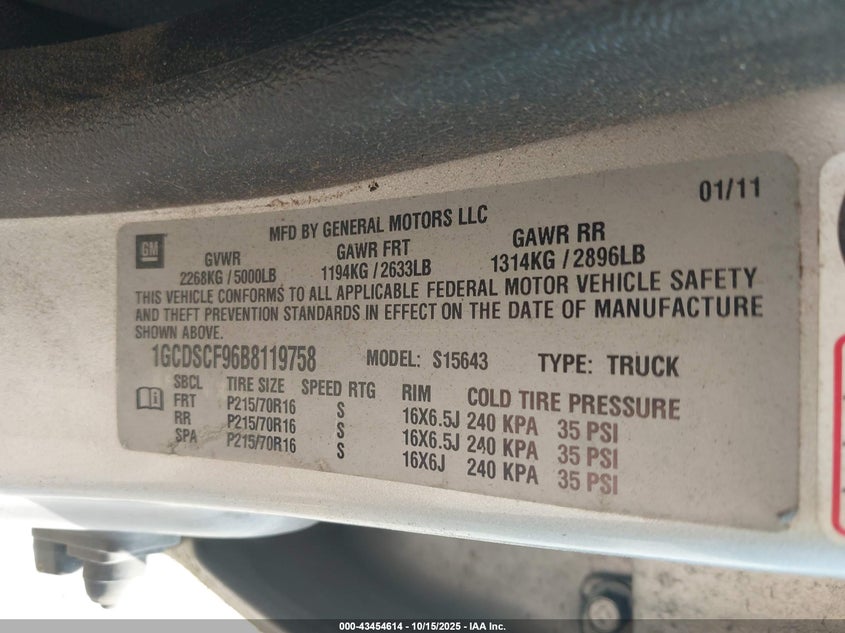 01/11
MFD BY GENERAL MOTORS LLC
GM
GVWR GAWR FRT GAWR RR
2268KG / 5000LB 1194KG / 2633LB 1314KG / 2896LB
THIS VEHICLE CONFORMS TO ALL APPLICABLE FEDERAL MOTOR VEHICLE SAFETY
AND THEFT PREVENTION STANDARDS IN EFFECT ON THE DATE OF MANUFACTURE
SHOWN ABOVE.
1GCDSCF96B8119758 MODEL: S15643 TYPE: TRUCK
SBCL TIRE SIZE SPEED RTG RIM COLD TIRE PRESSURE
FRT P215/70R16 S 16X6.5J 240 KPA 35 PSI
RR P215/70R16 S 16X6.5J 240 KPA 35 PSI
SPA P215/70R16 S 16X6J 240 KPA 35 PSI
000-43454614 - 10/15/2025 - IAA Inc.